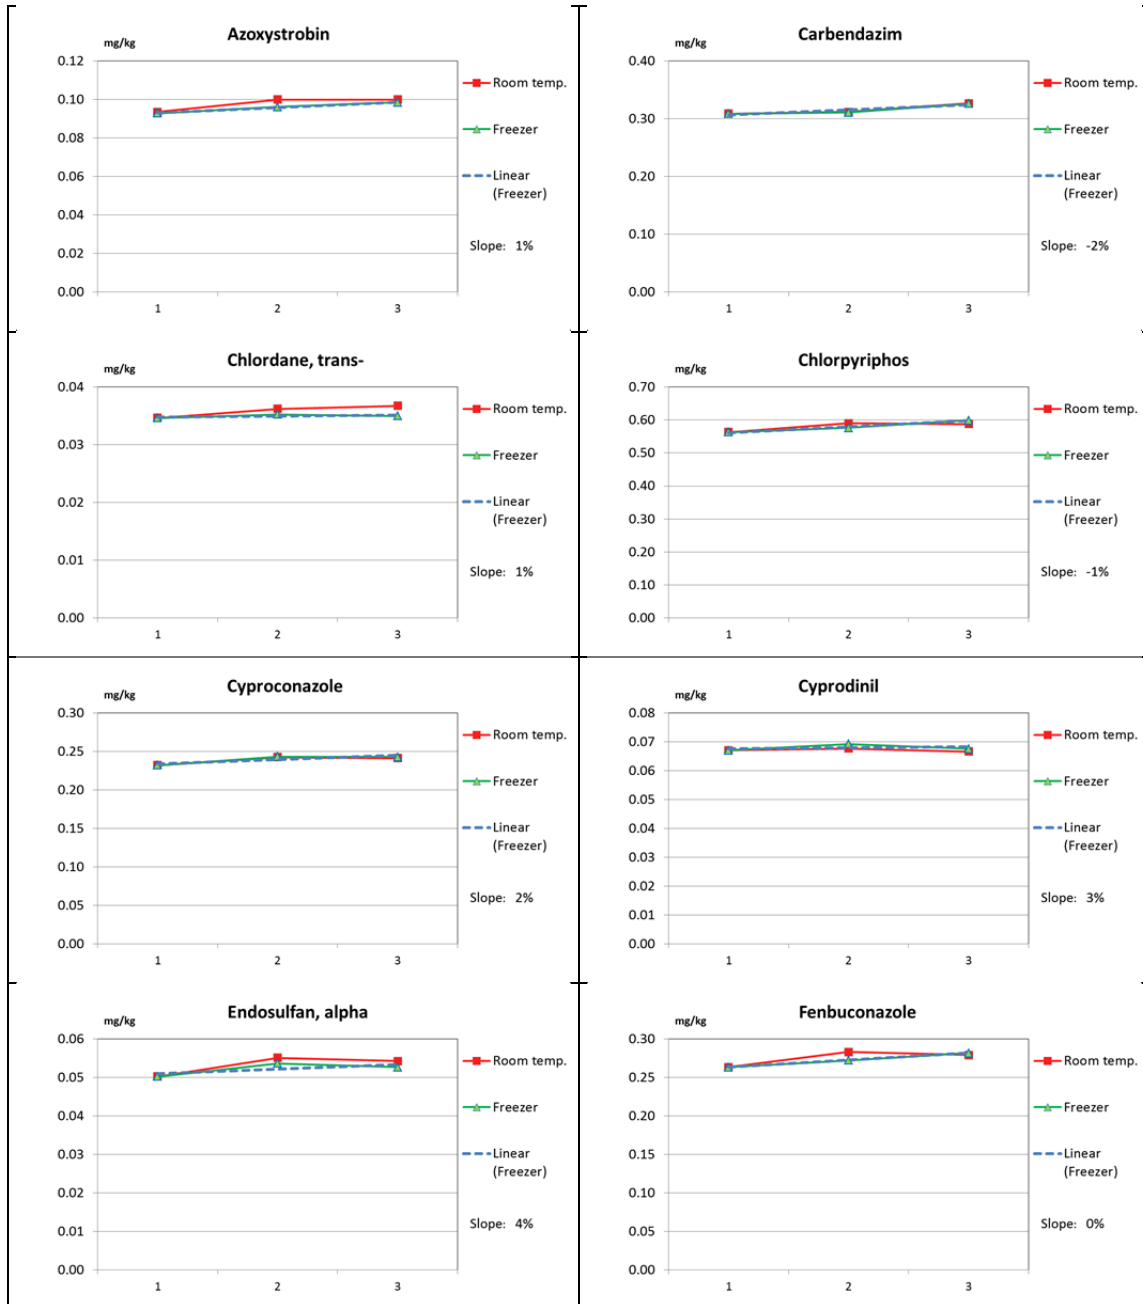 Azoxystrobin
mg/kg
0.12
0.10
0.08
0.06
0.04
0.02
0.00
1 2 3
Room temp.
Freezer
Linear
(Freezer)
Slope: 1%
Carbendazim
mg/kg
0.40
0.30
0.20
0.10
0.00
1 2 3
Room temp.
Freezer
Linear
(Freezer)
Slope: -2%
Chlordane, trans-
mg/kg
0.04
0.03
0.02
0.01
0.00
1 2 3
Room temp.
Freezer
Linear
(Freezer)
Slope: 1%
Chlorpyriphos
mg/kg
0.70
0.60
0.50
0.40
0.30
0.20
0.10
0.00
1 2 3
Room temp.
Freezer
Linear
(Freezer)
Slope: -1%
Cyproconazole
mg/kg
0.30
0.25
0.20
0.15
0.10
0.05
0.00
1 2 3
Room temp.
Freezer
Linear
(Freezer)
Slope: 2%
Cyprodinil
mg/kg
0.08
0.07
0.06
0.05
0.04
0.03
0.02
0.01
0.00
1 2 3
Room temp.
Freezer
Linear
(Freezer)
Slope: 3%
Endosulfan, alpha
mg/kg
0.06
0.05
0.04
0.03
0.02
0.01
0.00
1 2 3
Room temp.
Freezer
Linear
(Freezer)
Slope: 4%
Fenbuconazole
mg/kg
0.30
0.25
0.20
0.15
0.10
0.05
0.00
1 2 3
Room temp.
Freezer
Linear
(Freezer)
Slope: 0%